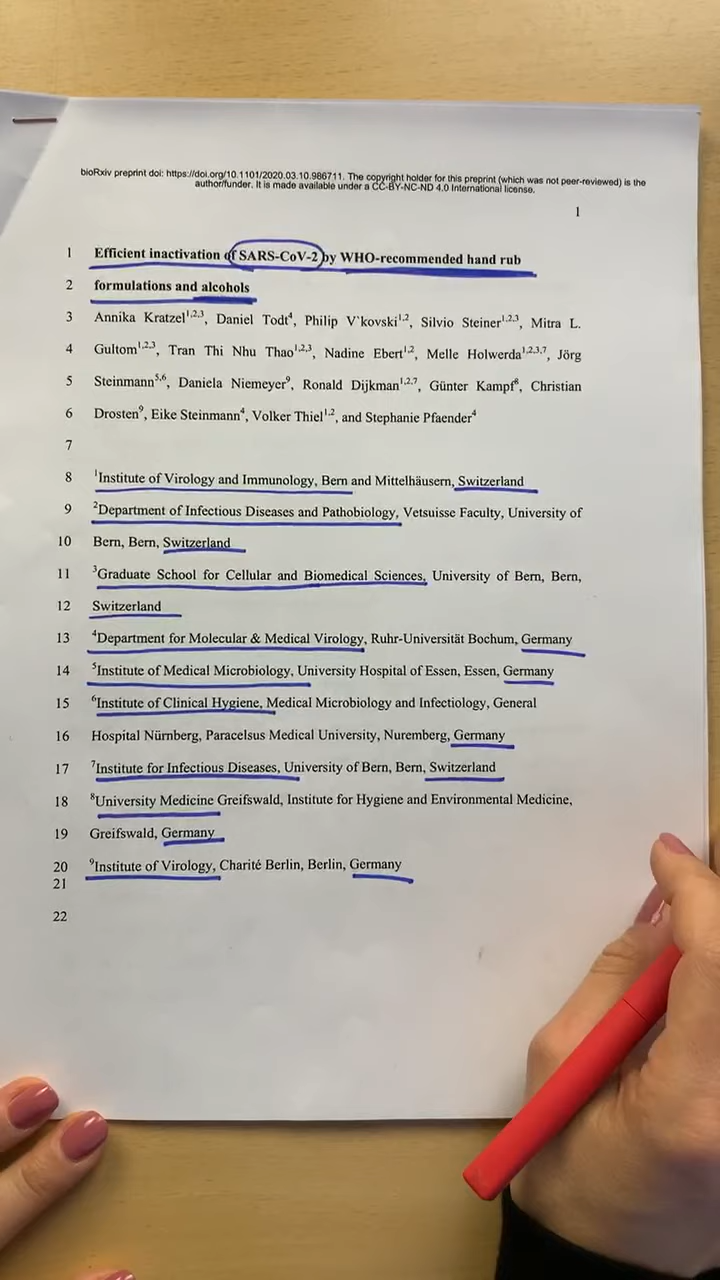 bioRxiv preprint doi: https://doi.org/10.1101/2020.03.10.986711. The copyright holder for this preprint (which was not peer-reviewed) is the
author/funder. It is made available under a CC-BY-NC-ND 4.0 International license.
1
1 Efficient inactivation of SARS-CoV-2 by WHO-recommended hand rub
2 formulations and alcohols
3 Annika Kratzel1,2,3, Daniel Todt4, Philip V`kovski1,2, Silvio Steiner1,2,3, Mitra L.
4 Gultom1,2,3, Tran Thi Nhu Thao1,2,3, Nadine Ebert1,2, Melle Holwerda1,2,3,7, Jörg
5 Steinmann5,6, Daniela Niemeyer9, Ronald Dijkman1,2,7, Günter Kampf8, Christian
6 Drosten9, Eike Steinmann4, Volker Thiel1,2, and Stephanie Pfaender4
7
8 1Institute of Virology and Immunology, Bern and Mittelhäusern, Switzerland
9 2Department of Infectious Diseases and Pathobiology, Vetsuisse Faculty, University of
10 Bern, Bern, Switzerland
11 3Graduate School for Cellular and Biomedical Sciences, University of Bern, Bern,
12 Switzerland
13 4Department for Molecular & Medical Virology, Ruhr-Universität Bochum, Germany
14 5Institute of Medical Microbiology, University Hospital of Essen, Essen, Germany
15 6Institute of Clinical Hygiene, Medical Microbiology and Infectiology, General
16 Hospital Nürnberg, Paracelsus Medical University, Nuremberg, Germany
17 7Institute for Infectious Diseases, University of Bern, Bern, Switzerland
18 8University Medicine Greifswald, Institute for Hygiene and Environmental Medicine,
19 Greifswald, Germany
20 9Institute of Virology, Charité Berlin, Berlin, Germany
21
22